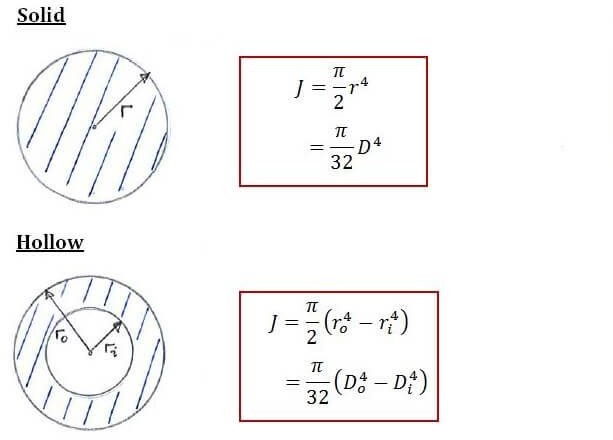 Solid
r
J = π/2 r⁴
= π/32 D⁴
Hollow
rₒ
rᵢ
J = π/2 (rₒ⁴ − rᵢ⁴)
= π/32 (Dₒ⁴ − Dᵢ⁴)